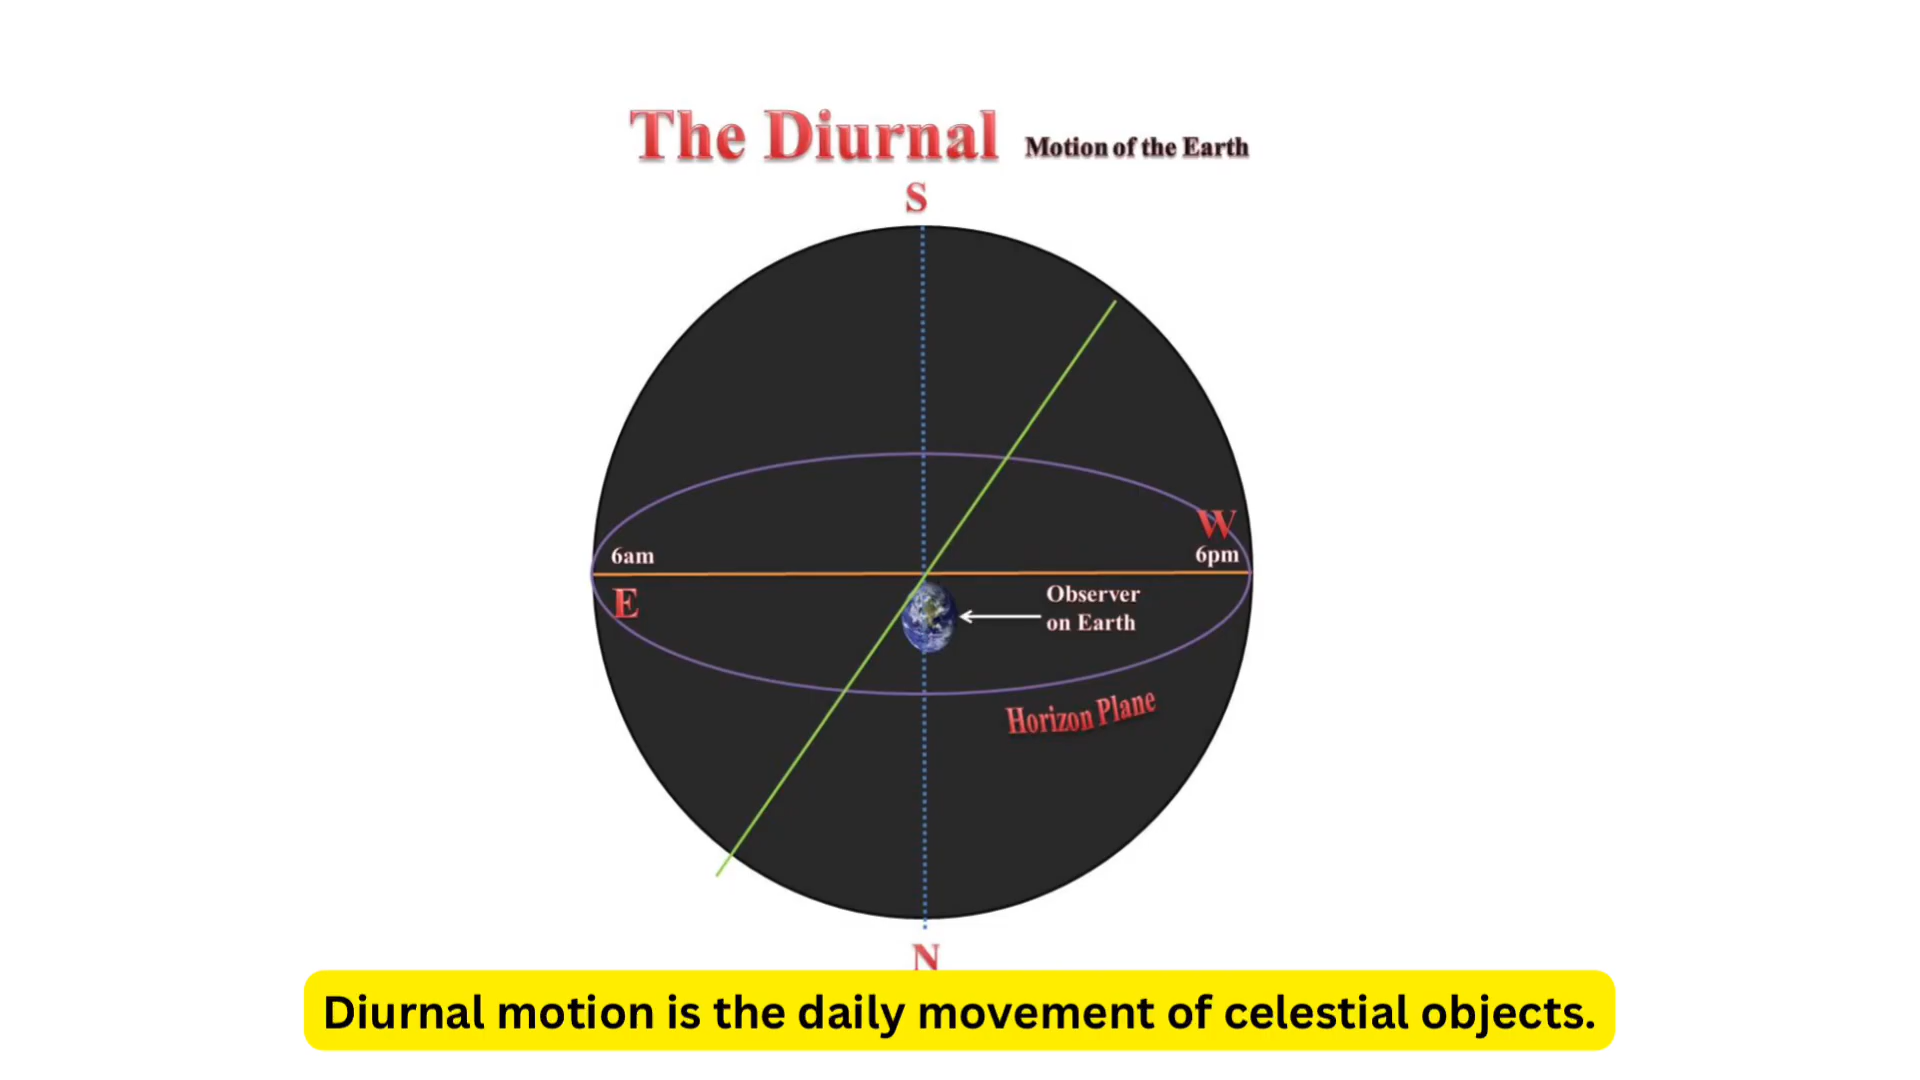 The Diurnal Motion of the Earth
S
W
6am
6pm
E
Observer
on Earth
Horizon Plane
N
Diurnal motion is the daily movement of celestial objects.